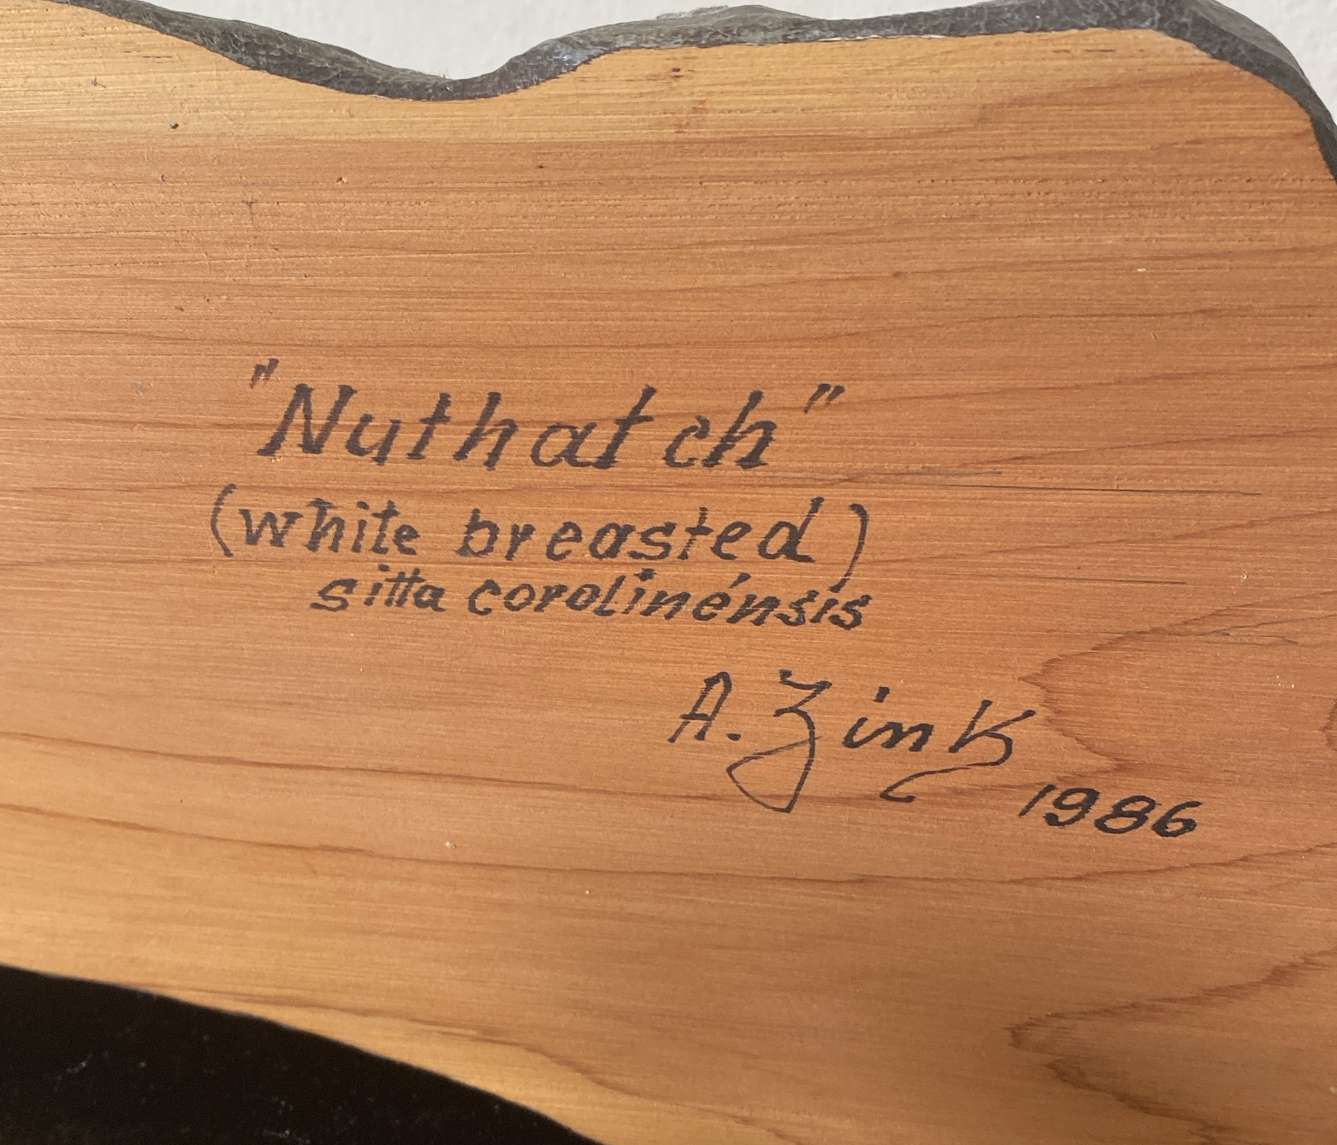 "Nuthatch"
(white breasted)
sitta corolinénsis
A. Zink
1986